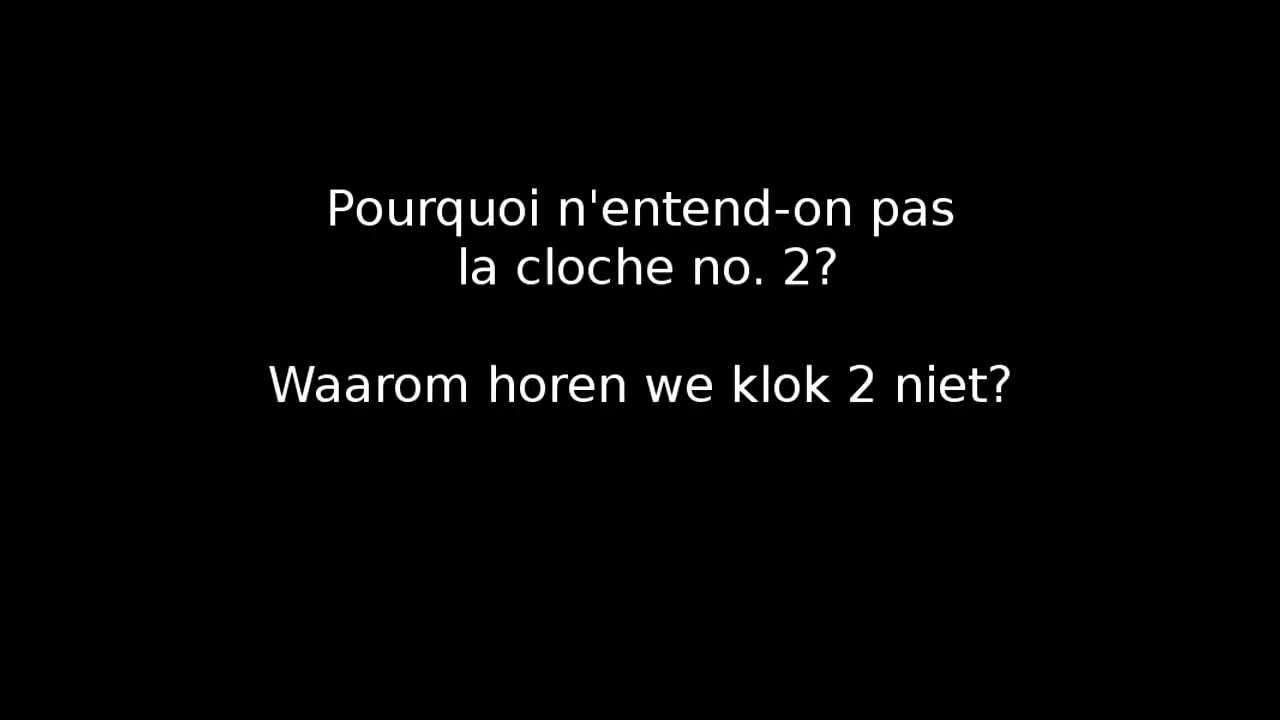 Pourquoi n'entend-on pas
la cloche no. 2?
Waarom horen we klok 2 niet?